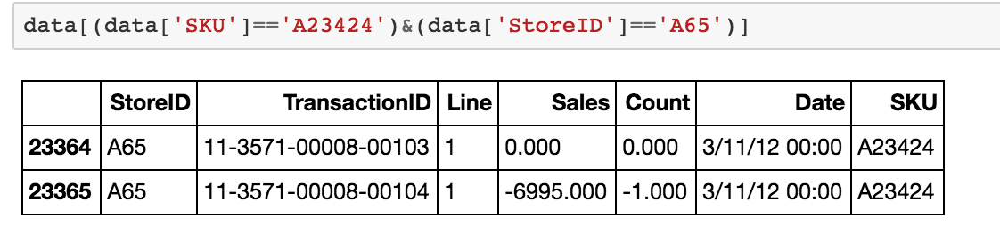 data[(data['SKU']=='A23424')&(data['StoreID']=='A65')]
StoreID TransactionID Line Sales Count Date SKU
23364 A65 11-3571-00008-00103 1 0.000 0.000 3/11/12 00:00 A23424
23365 A65 11-3571-00008-00104 1 -6995.000 -1.000 3/11/12 00:00 A23424